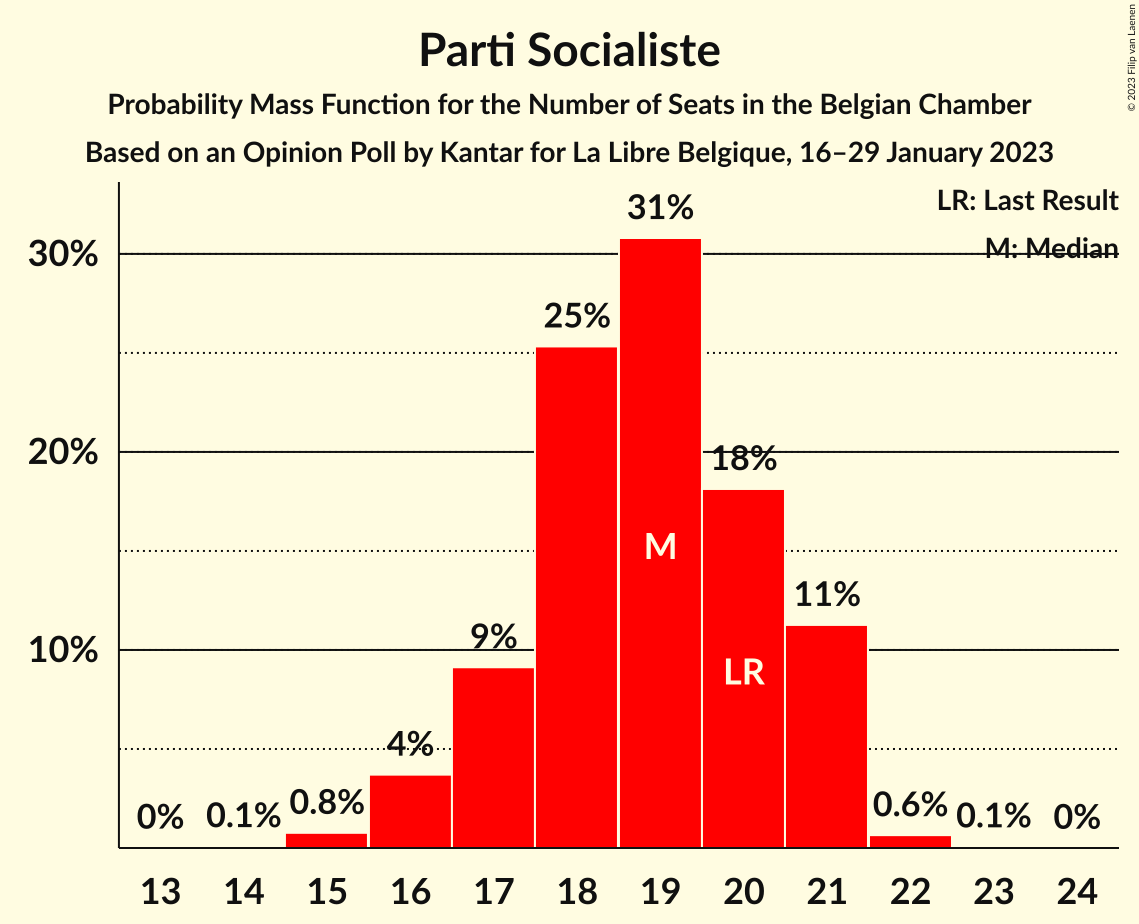 Parti Socialiste
Probability Mass Function for the Number of Seats in the Belgian Chamber
Based on an Opinion Poll by Kantar for La Libre Belgique, 16–29 January 2023
© 2023 Filip van Laenen
LR: Last Result
M: Median
30%
20%
10%
0%
0.1%
0.8%
4%
9%
25%
31%
18%
11%
0.6%
0.1%
0%
M
LR
13 14 15 16 17 18 19 20 21 22 23 24